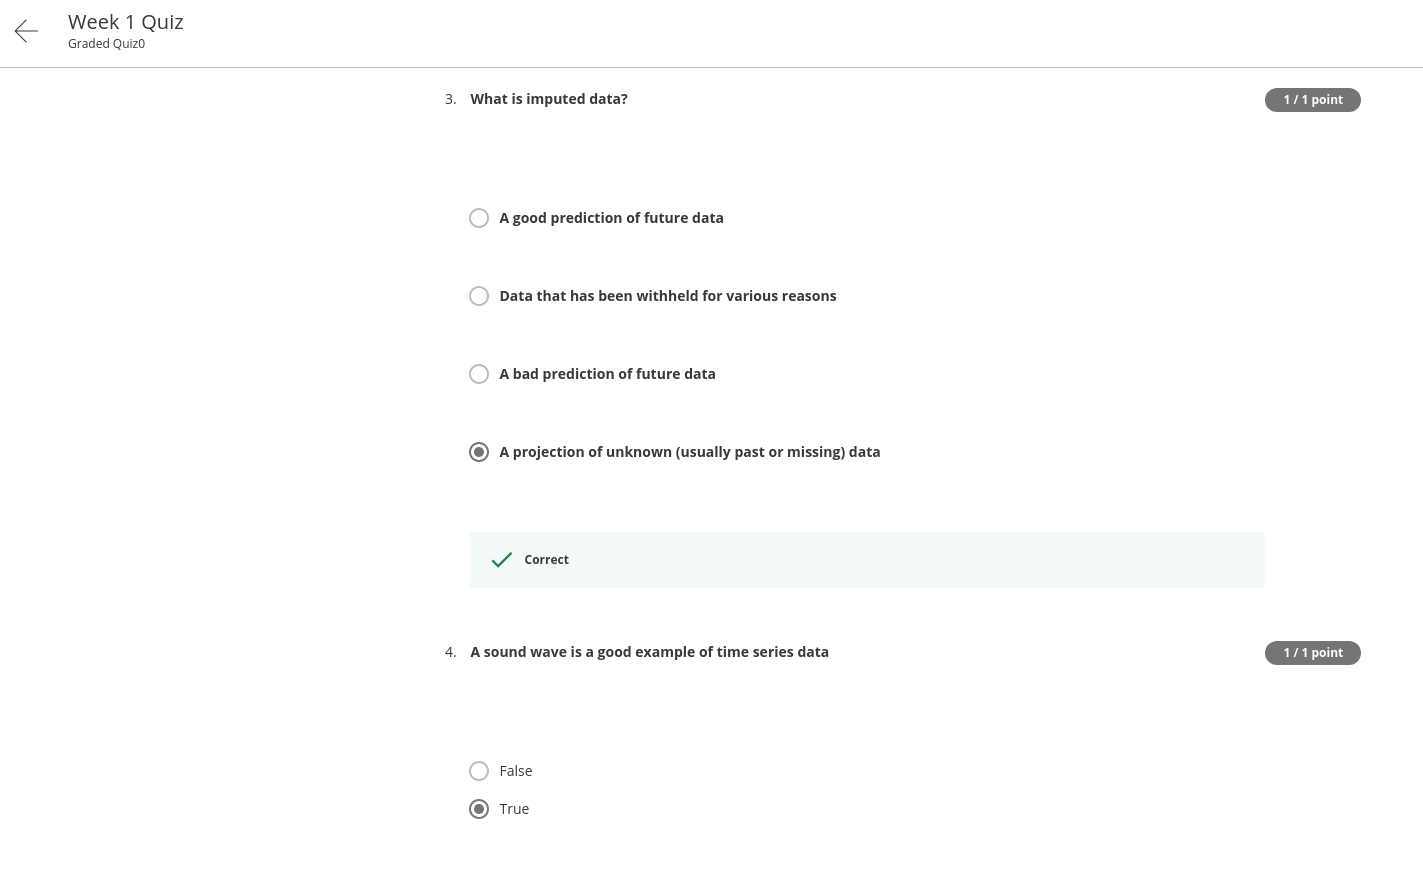 Week 1 Quiz
Graded Quiz0
3. What is imputed data?
1 / 1 point
A good prediction of future data
Data that has been withheld for various reasons
A bad prediction of future data
A projection of unknown (usually past or missing) data
Correct
4. A sound wave is a good example of time series data
1 / 1 point
False
True